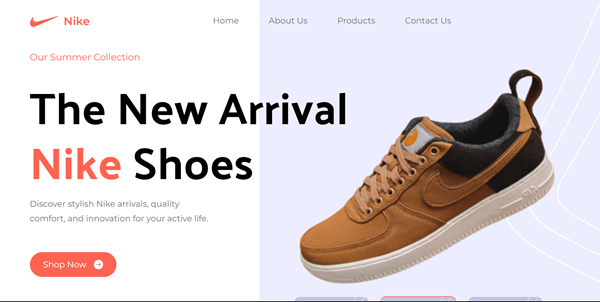 Nike
Home About Us Products Contact Us
Our Summer Collection
The New Arrival
Nike Shoes
Discover stylish Nike arrivals, quality
comfort, and innovation for your active life.
Shop Now